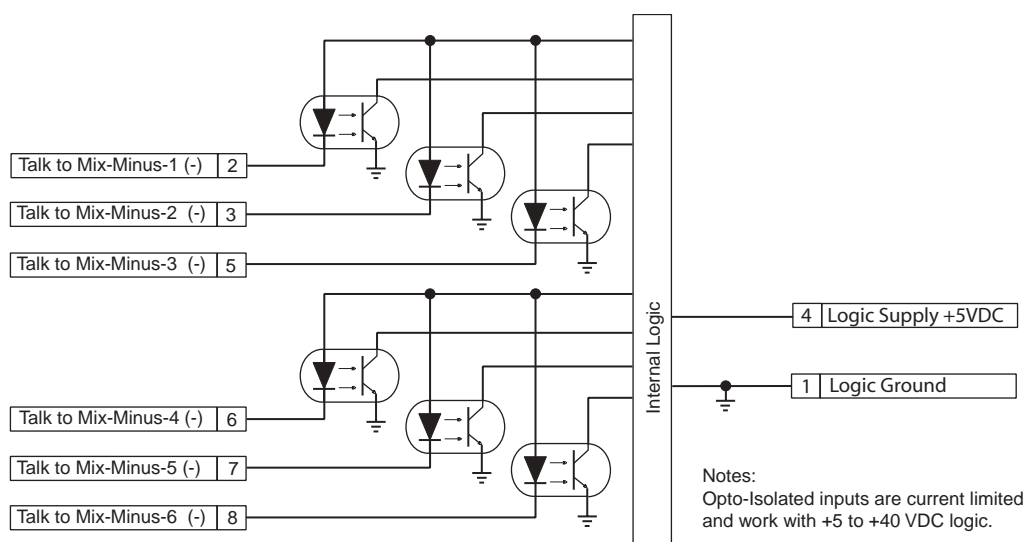 Talk to Mix-Minus-1 (-) 2
Talk to Mix-Minus-2 (-) 3
Talk to Mix-Minus-3 (-) 5
Talk to Mix-Minus-4 (-) 6
Talk to Mix-Minus-5 (-) 7
Talk to Mix-Minus-6 (-) 8
Internal Logic
4 Logic Supply +5VDC
1 Logic Ground
Notes:
Opto-Isolated inputs are current limited
and work with +5 to +40 VDC logic.